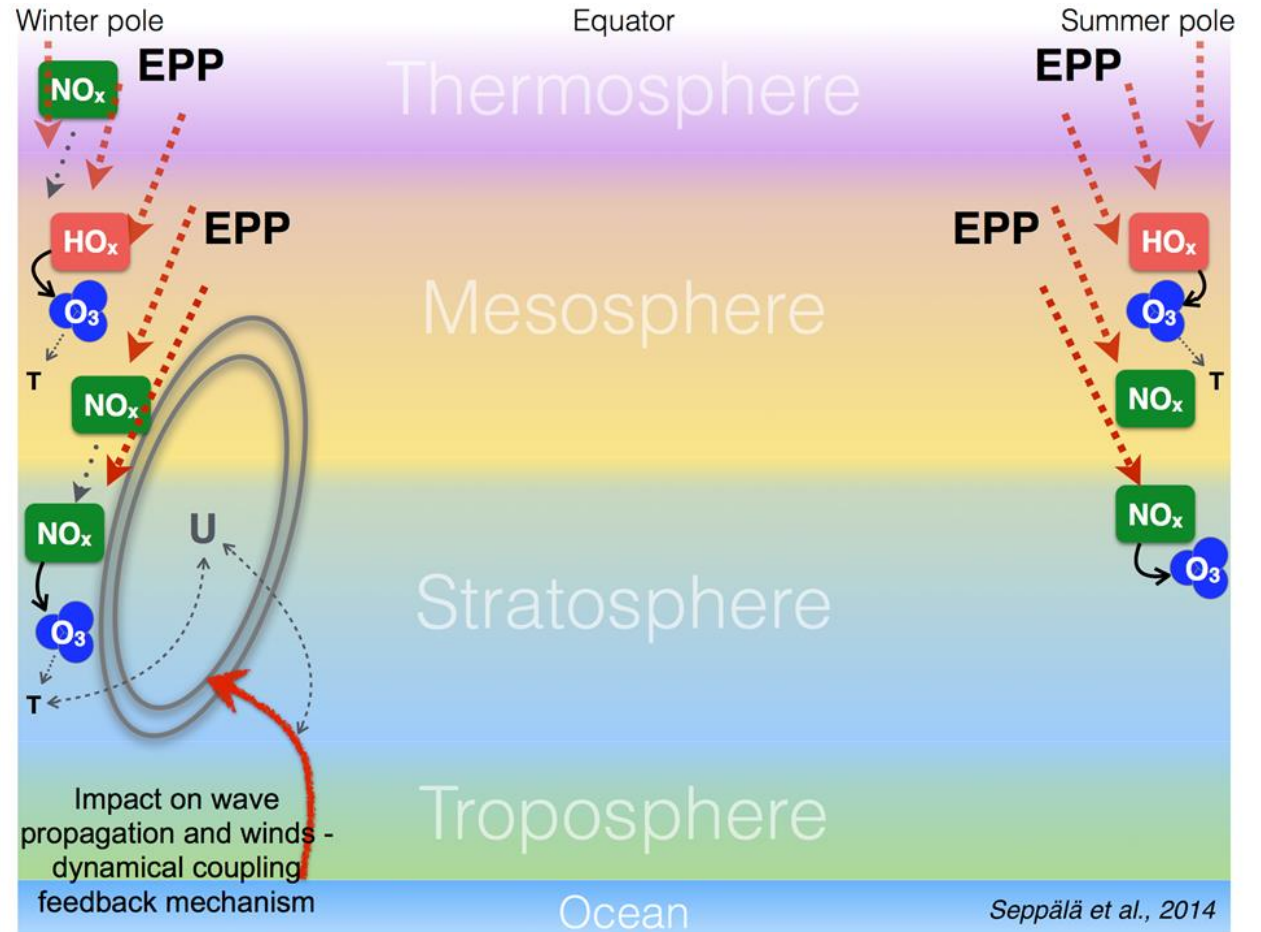 Winter pole
Equator
Summer pole
EPP
EPP
Thermosphere
NOx
HOx
EPP
EPP
HOx
O3
O3
Mesosphere
T
T
NOx
NOx
NOx
NOx
U
O3
Stratosphere
O3
T
Impact on wave
propagation and winds -
dynamical coupling
feedback mechanism
Troposphere
Ocean
Seppälä et al., 2014